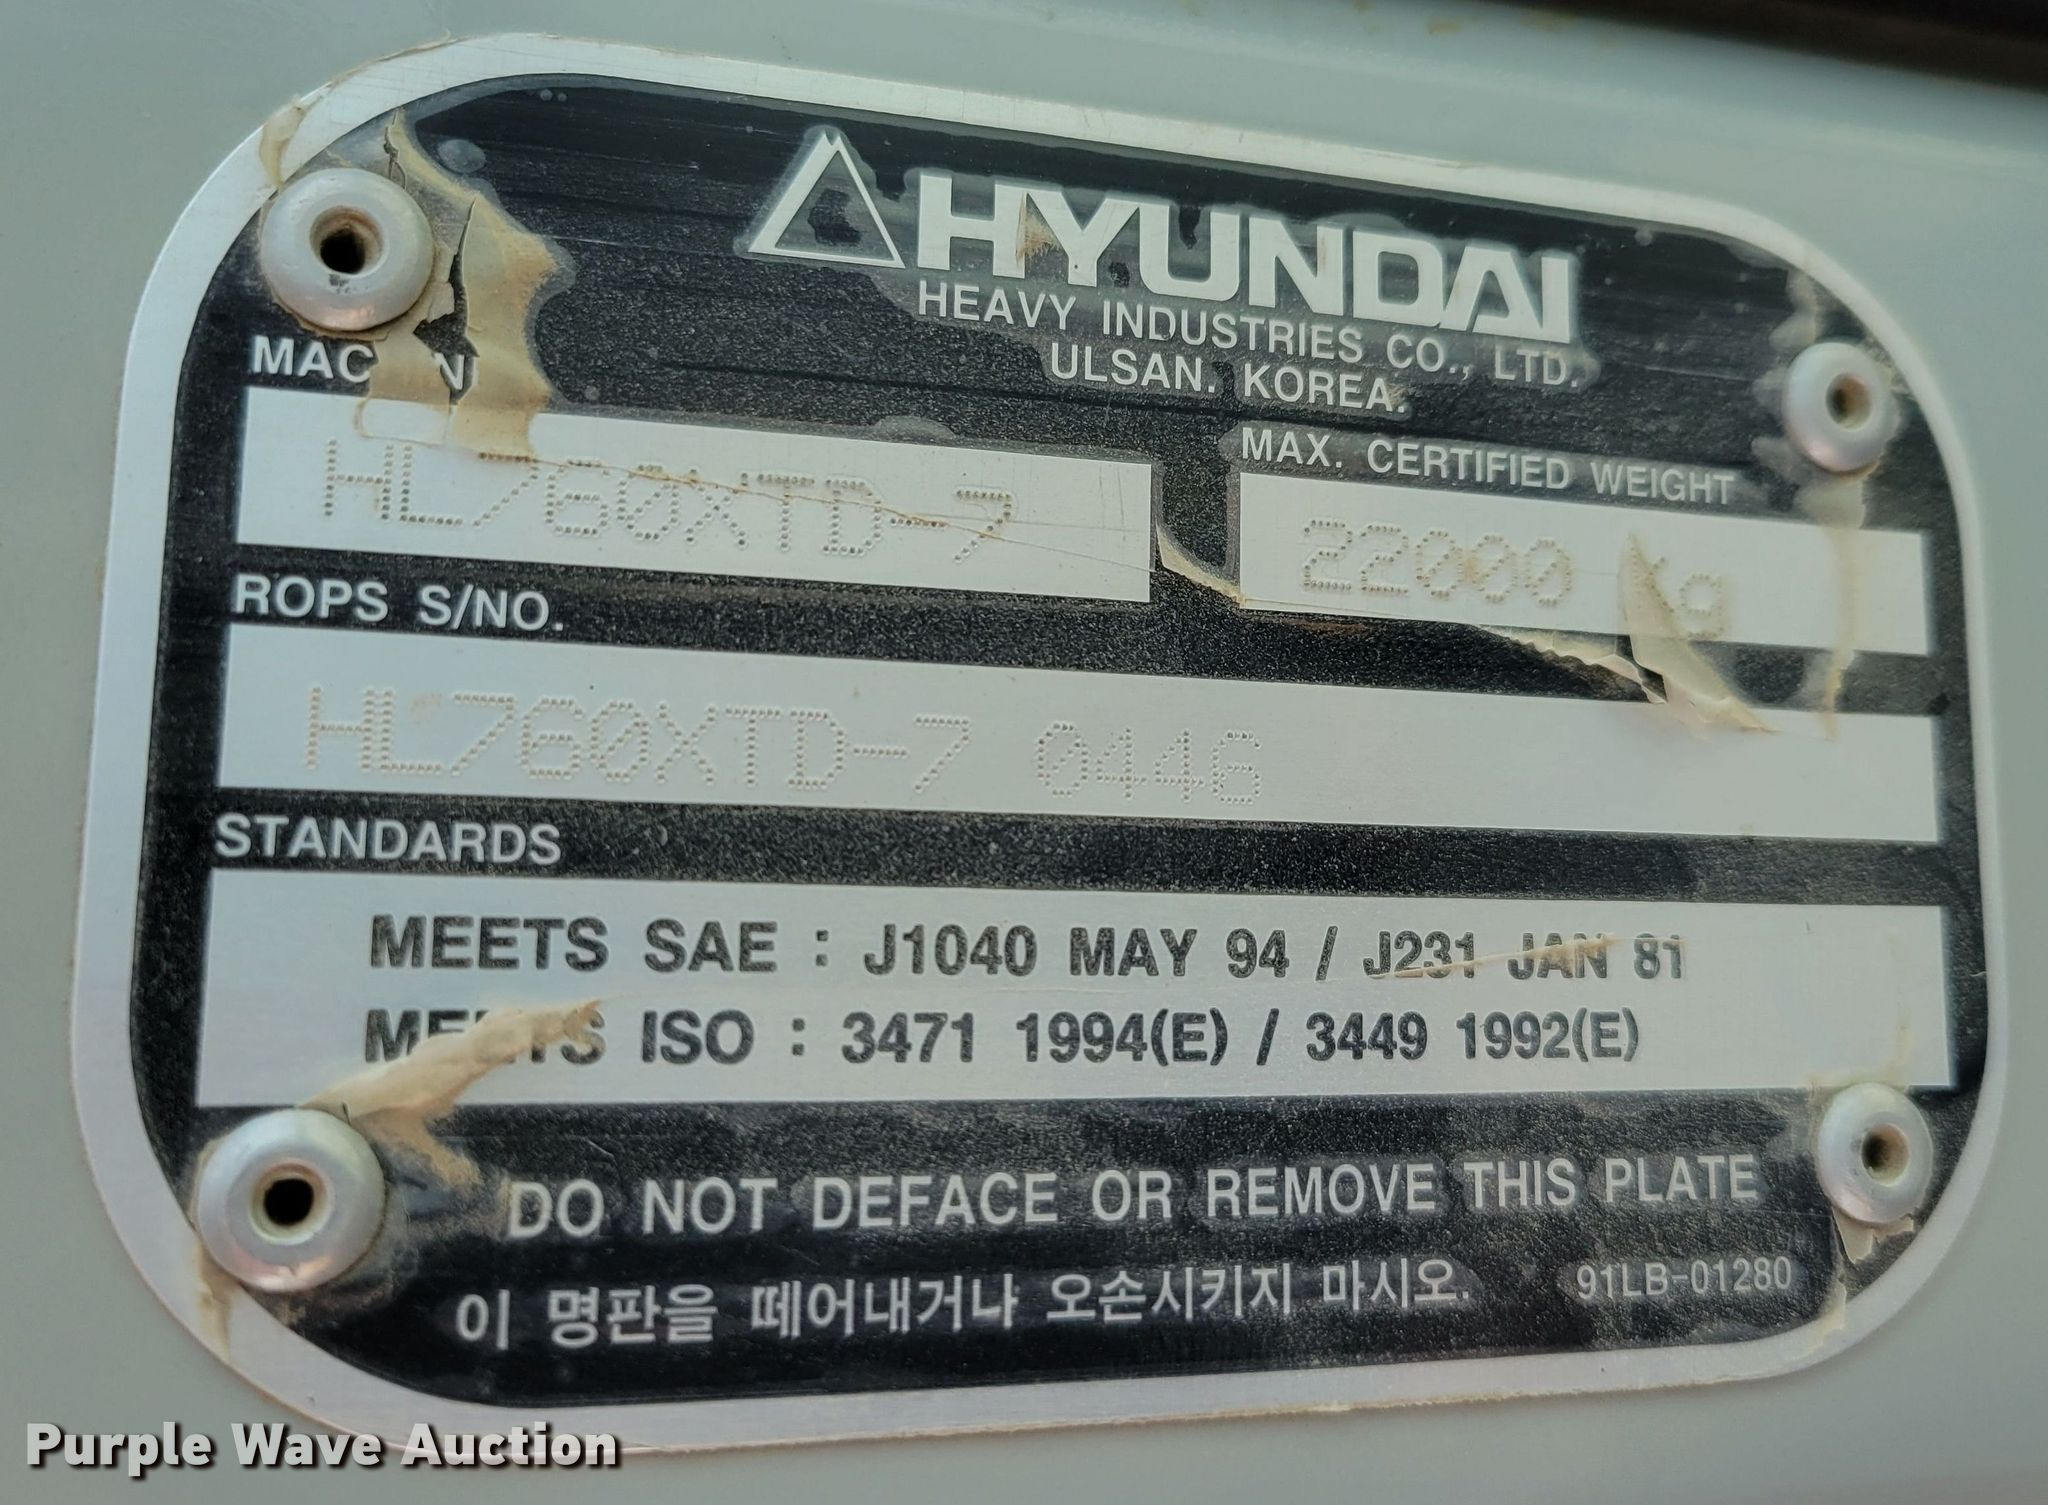 HYUNDAI
HEAVY INDUSTRIES CO., LTD.
ULSAN. KOREA.
MAX. CERTIFIED WEIGHT
HL760XTD-7
22000 Kg
ROPS S/NO.
HL760XTD-7 0446
STANDARDS
MEETS SAE : J1040 MAY 94 / J231 JAN 81
MEETS ISO : 3471 1994(E) / 3449 1992(E)
DO NOT DEFACE OR REMOVE THIS PLATE
이 명판을 떼어내거나 오손시키지 마시오.
91LB-01280
Purple Wave Auction